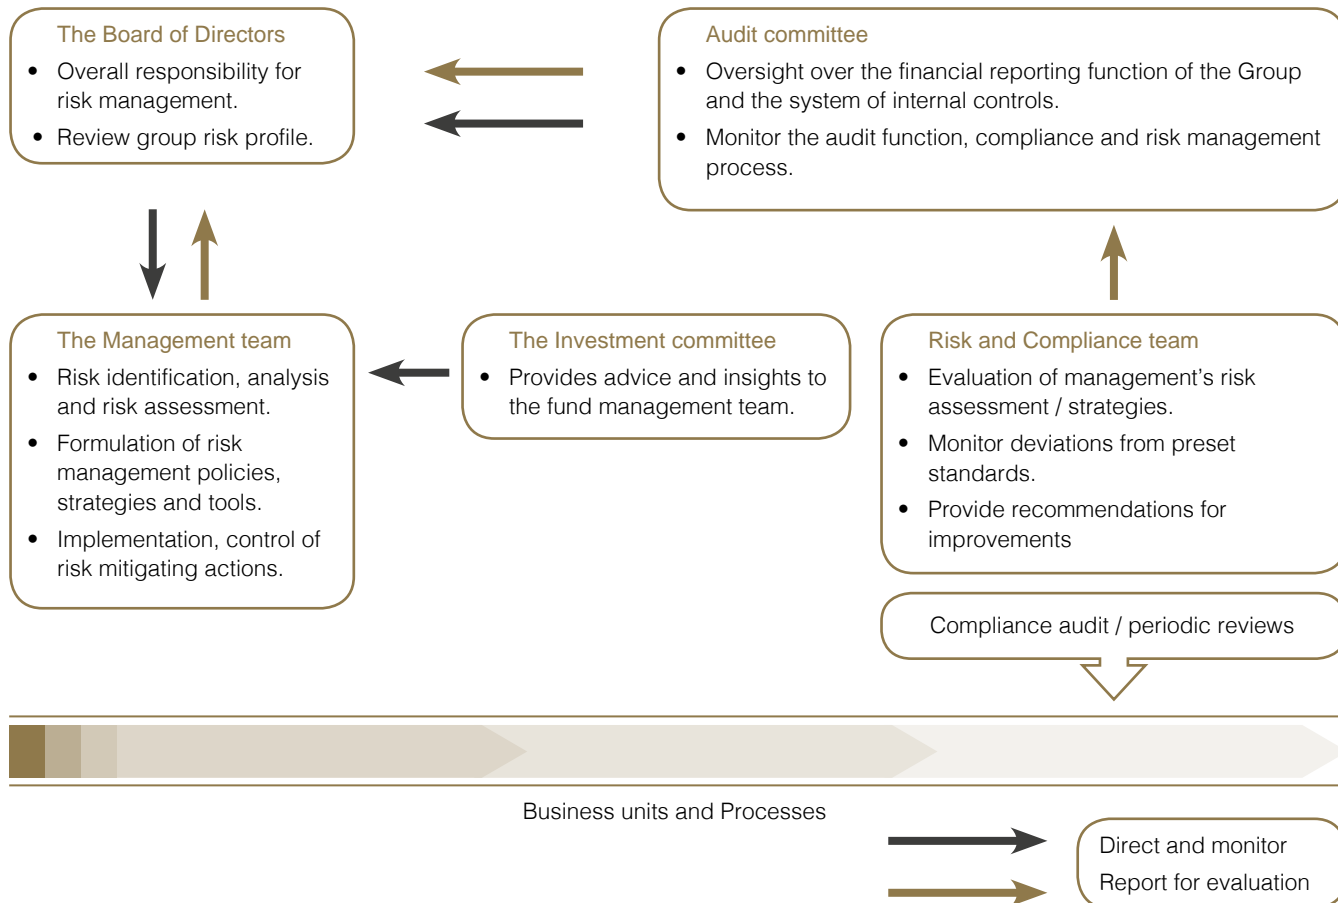 The Board of Directors
• Overall responsibility for
risk management.
• Review group risk profile.
Audit committee
• Oversight over the financial reporting function of the Group
and the system of internal controls.
• Monitor the audit function, compliance and risk management
process.
The Management team
• Risk identification, analysis
and risk assessment.
• Formulation of risk
management policies,
strategies and tools.
• Implementation, control of
risk mitigating actions.
The Investment committee
• Provides advice and insights to
the fund management team.
Risk and Compliance team
• Evaluation of management’s risk
assessment / strategies.
• Monitor deviations from preset
standards.
• Provide recommendations for
improvements
Compliance audit / periodic reviews
Business units and Processes
Direct and monitor
Report for evaluation